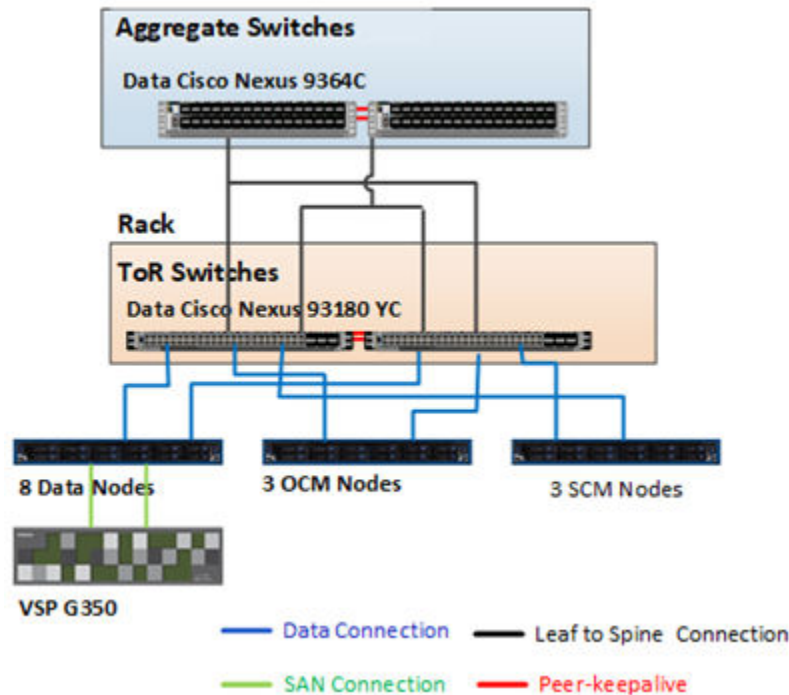 Aggregate Switches
Data Cisco Nexus 9364C
Rack
ToR Switches
Data Cisco Nexus 93180 YC
8 Data Nodes
3 OCM Nodes
3 SCM Nodes
VSP G350
Data Connection
Leaf to Spine Connection
SAN Connection
Peer-keepalive